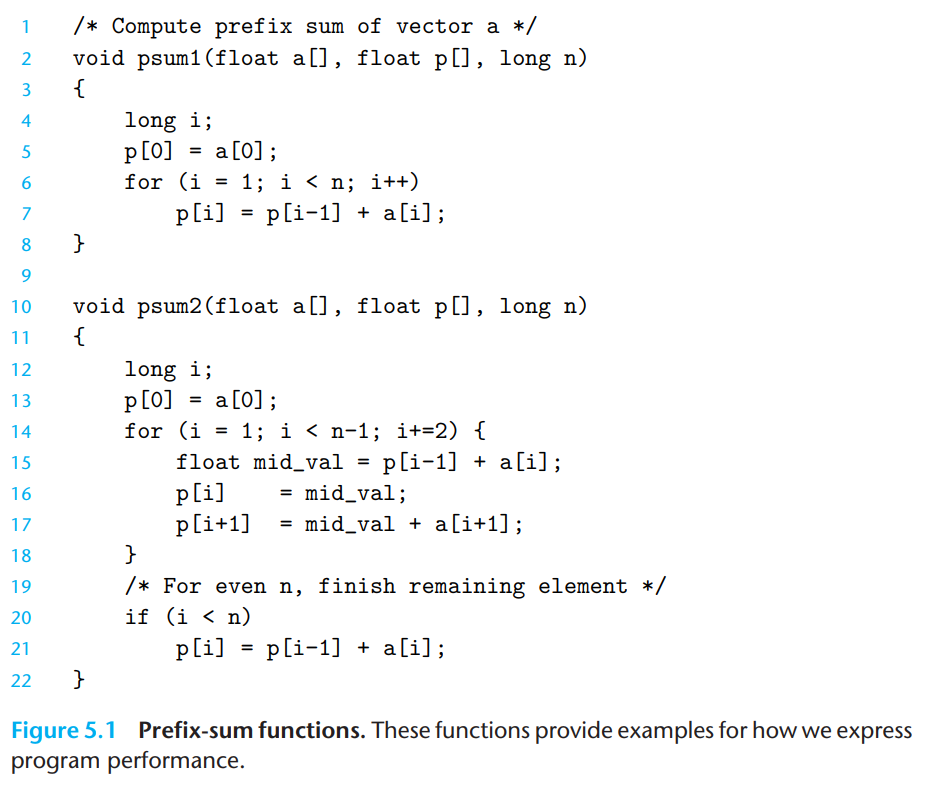 1 /* Compute prefix sum of vector a */
2 void psum1(float a[], float p[], long n)
3 {
4     long i;
5     p[0] = a[0];
6     for (i = 1; i < n; i++)
7         p[i] = p[i-1] + a[i];
8 }
9
10 void psum2(float a[], float p[], long n)
11 {
12     long i;
13     p[0] = a[0];
14     for (i = 1; i < n-1; i+=2) {
15         float mid_val = p[i-1] + a[i];
16         p[i]    = mid_val;
17         p[i+1]  = mid_val + a[i+1];
18     }
19     /* For even n, finish remaining element */
20     if (i < n)
21         p[i] = p[i-1] + a[i];
22 }
Figure 5.1 Prefix-sum functions. These functions provide examples for how we express
program performance.